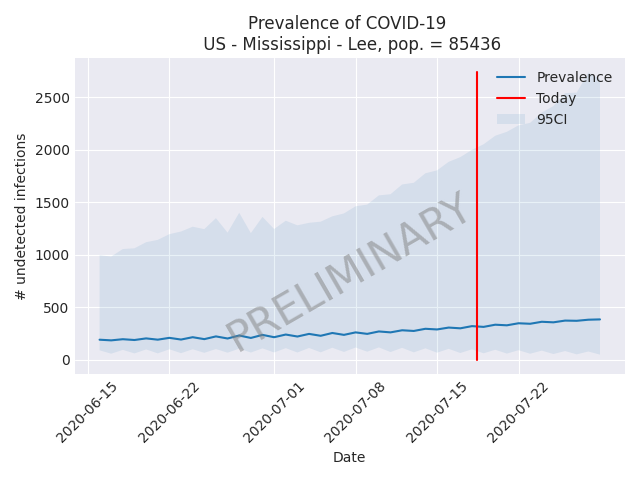 Prevalence of COVID-19
US - Mississippi - Lee, pop. = 85436
Prevalence
Today
95CI
# undetected infections
2500
2000
1500
1000
500
0
PRELIMINARY
2020-06-15
2020-06-22
2020-07-01
2020-07-08
2020-07-15
2020-07-22
Date